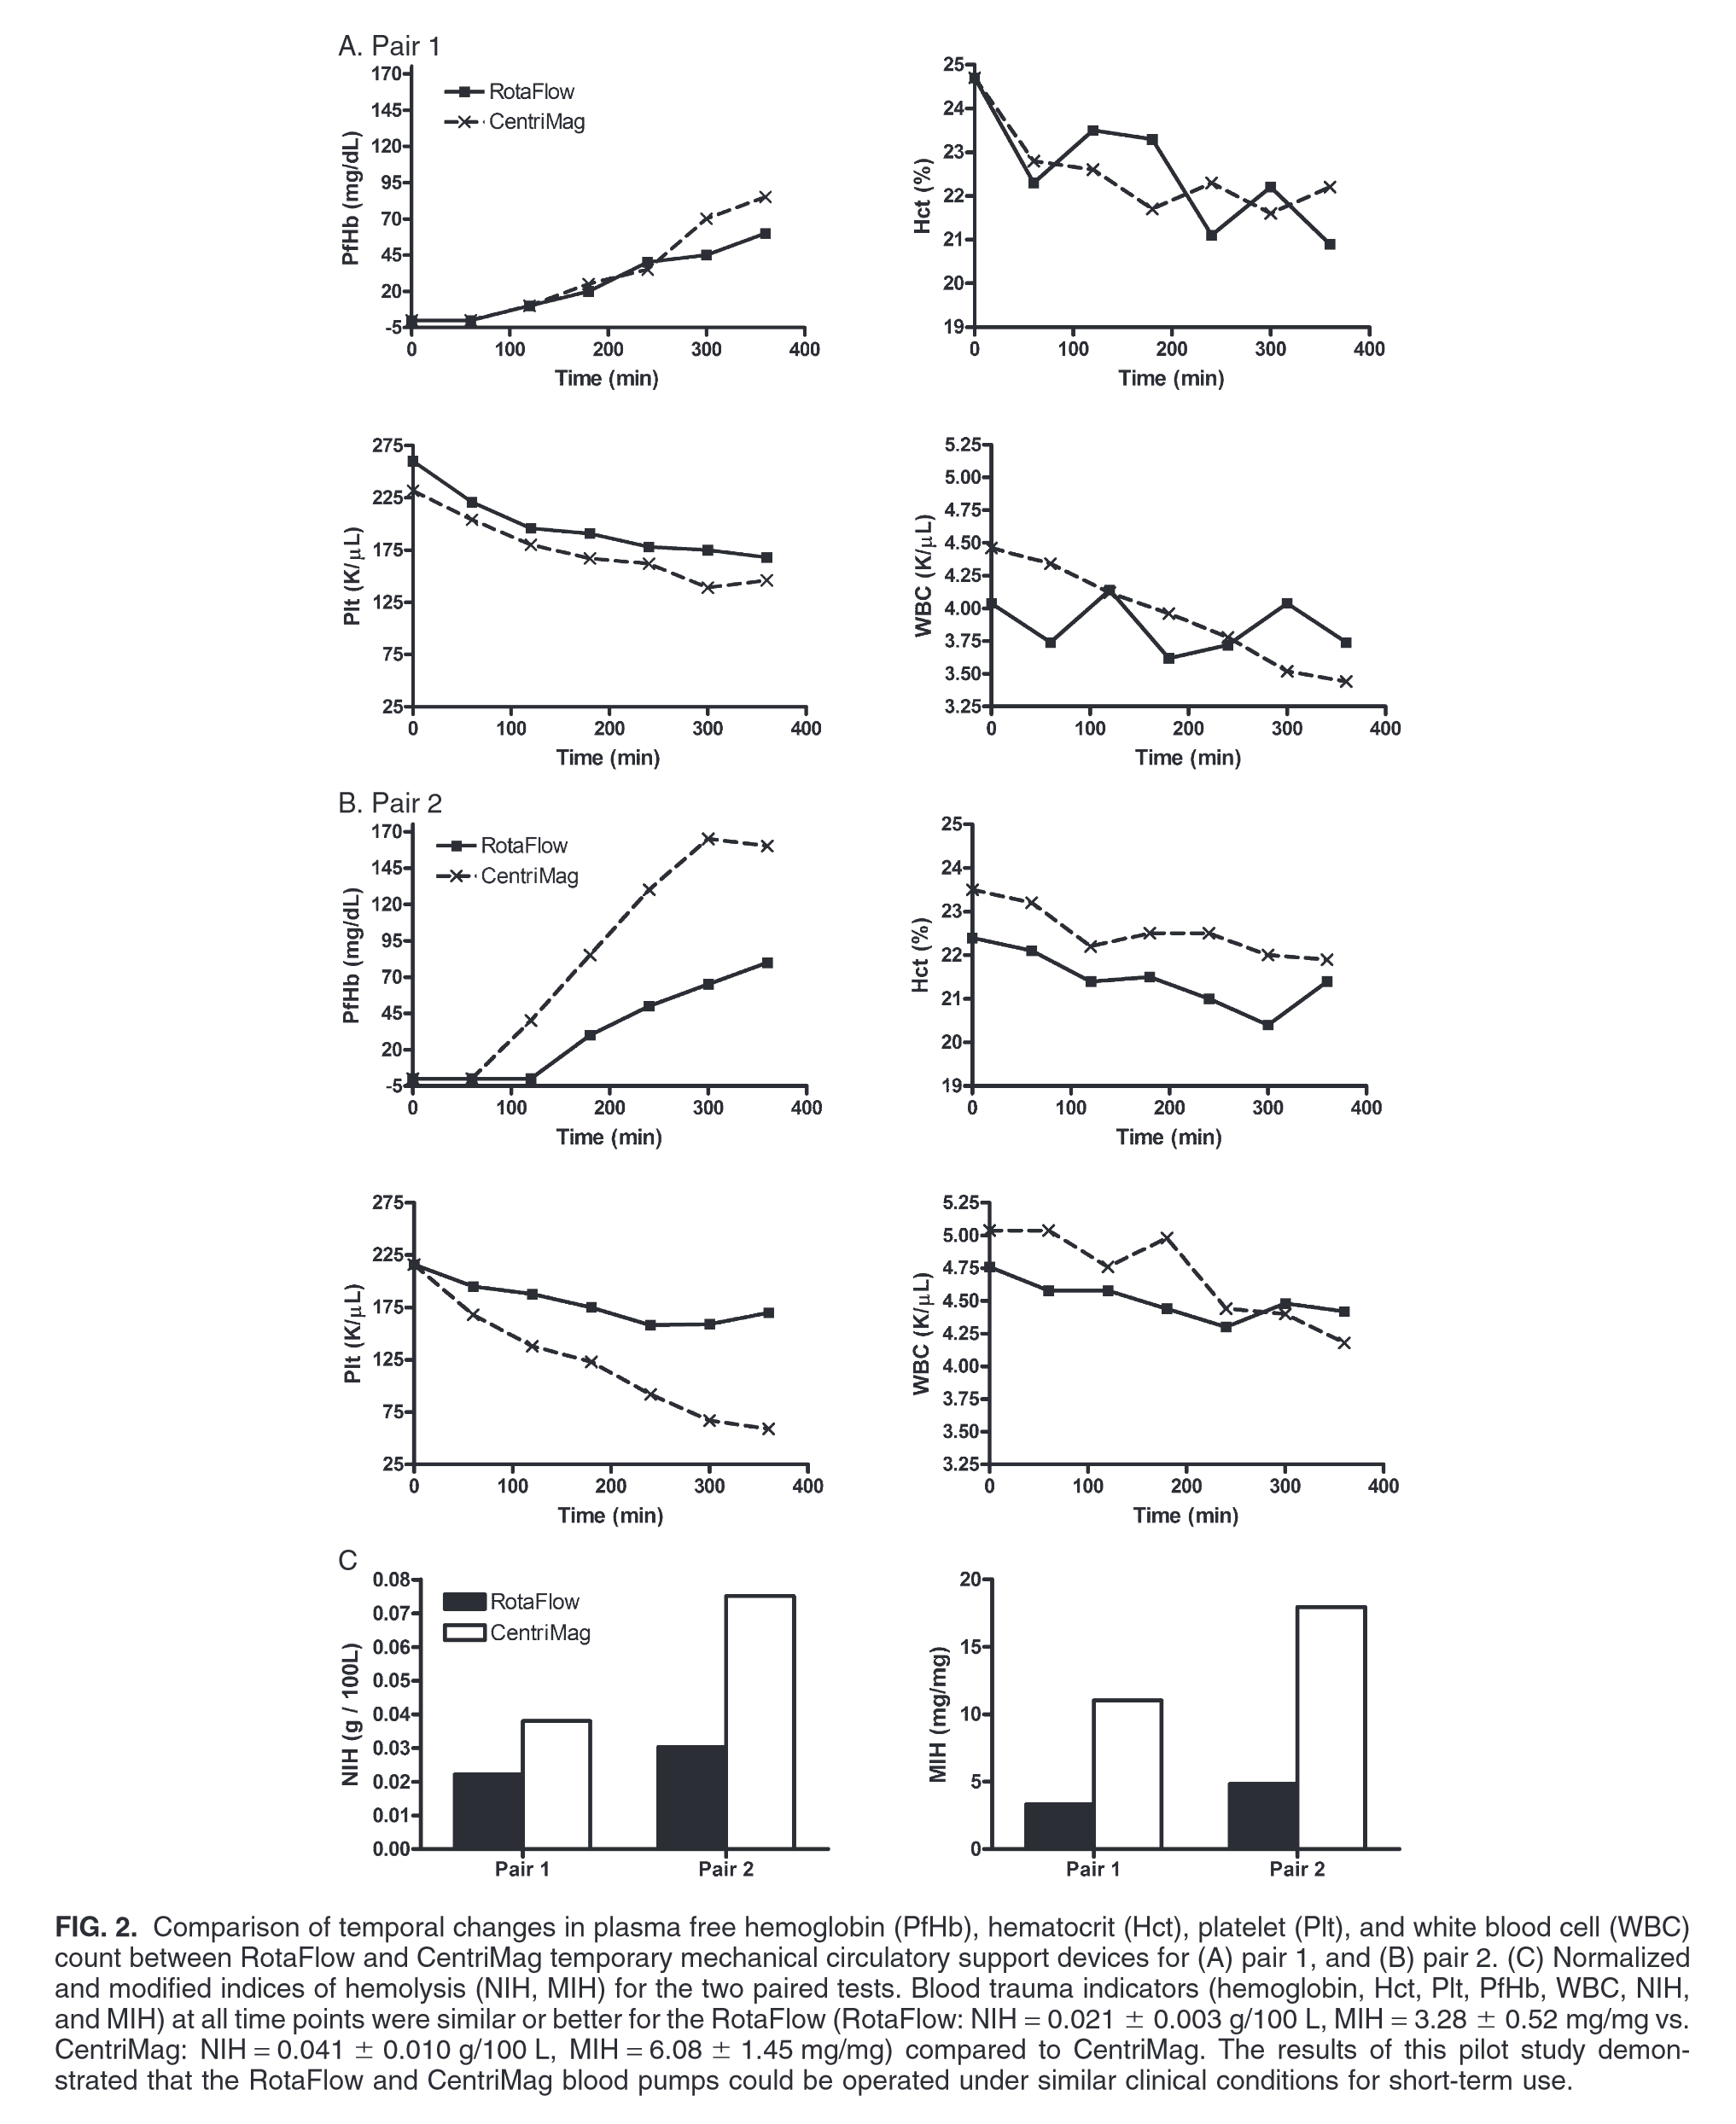 A. Pair 1
170
145
120
95
70
45
20
-5
PfHb (mg/dL)
RotaFlow
CentriMag
0 100 200 300 400
Time (min)
25
24
23
22
21
20
19
Hct (%)
0 100 200 300 400
Time (min)
275
225
175
125
75
25
Plt (K/μL)
0 100 200 300 400
Time (min)
5.25
5.00
4.75
4.50
4.25
4.00
3.75
3.50
3.25
WBC (K/μL)
0 100 200 300 400
Time (min)
B. Pair 2
170
145
120
95
70
45
20
-5
PfHb (mg/dL)
RotaFlow
CentriMag
0 100 200 300 400
Time (min)
25
24
23
22
21
20
19
Hct (%)
0 100 200 300 400
Time (min)
275
225
175
125
75
25
Plt (K/μL)
0 100 200 300 400
Time (min)
5.25
5.00
4.75
4.50
4.25
4.00
3.75
3.50
3.25
WBC (K/μL)
0 100 200 300 400
Time (min)
C
0.08
0.07
0.06
0.05
0.04
0.03
0.02
0.01
0.00
NIH (g / 100L)
RotaFlow
CentriMag
Pair 1 Pair 2
20
15
10
5
0
MIH (mg/mg)
Pair 1 Pair 2
FIG. 2. Comparison of temporal changes in plasma free hemoglobin (PfHb), hematocrit (Hct), platelet (Plt), and white blood cell (WBC)
count between RotaFlow and CentriMag temporary mechanical circulatory support devices for (A) pair 1, and (B) pair 2. (C) Normalized
and modified indices of hemolysis (NIH, MIH) for the two paired tests. Blood trauma indicators (hemoglobin, Hct, Plt, PfHb, WBC, NIH,
and MIH) at all time points were similar or better for the RotaFlow (RotaFlow: NIH = 0.021 ± 0.003 g/100 L, MIH = 3.28 ± 0.52 mg/mg vs.
CentriMag: NIH = 0.041 ± 0.010 g/100 L, MIH = 6.08 ± 1.45 mg/mg) compared to CentriMag. The results of this pilot study demon-
strated that the RotaFlow and CentriMag blood pumps could be operated under similar clinical conditions for short-term use.